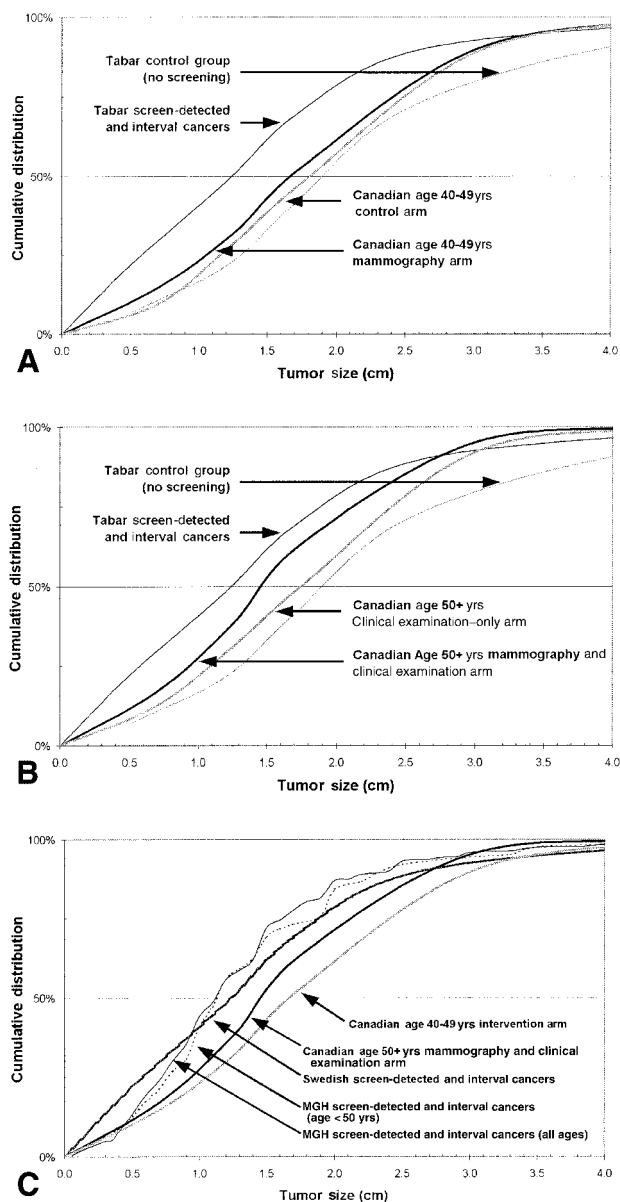 100%
Tabar control group
(no screening)
Tabar screen-detected
and interval cancers
Cumulative distribution
50%
Canadian age 40-49yrs
control arm
Canadian age 40-49yrs
mammography arm
0%
0.0 0.5 1.0 1.5 2.0 2.5 3.0 3.5 4.0
A
Tumor size (cm)
100%
Tabar control group
(no screening)
Tabar screen-detected
and interval cancers
Cumulative distribution
50%
Canadian age 50+ yrs
Clinical examination–only arm
Canadian Age 50+ yrs mammography and
clinical examination arm
0%
0.0 0.5 1.0 1.5 2.0 2.5 3.0 3.5 4.0
B
Tumor size (cm)
100%
Cumulative distribution
50%
Canadian age 40-49yrs intervention arm
Canadian age 50+yrs mammography and clinical
examination arm
Swedish screen-detected and interval cancers
MGH screen-detected and interval cancers
(age <50 yrs)
MGH screen-detected and interval cancers (all ages)
0%
0.0 0.5 1.0 1.5 2.0 2.5 3.0 3.5 4.0
C
Tumor size (cm)